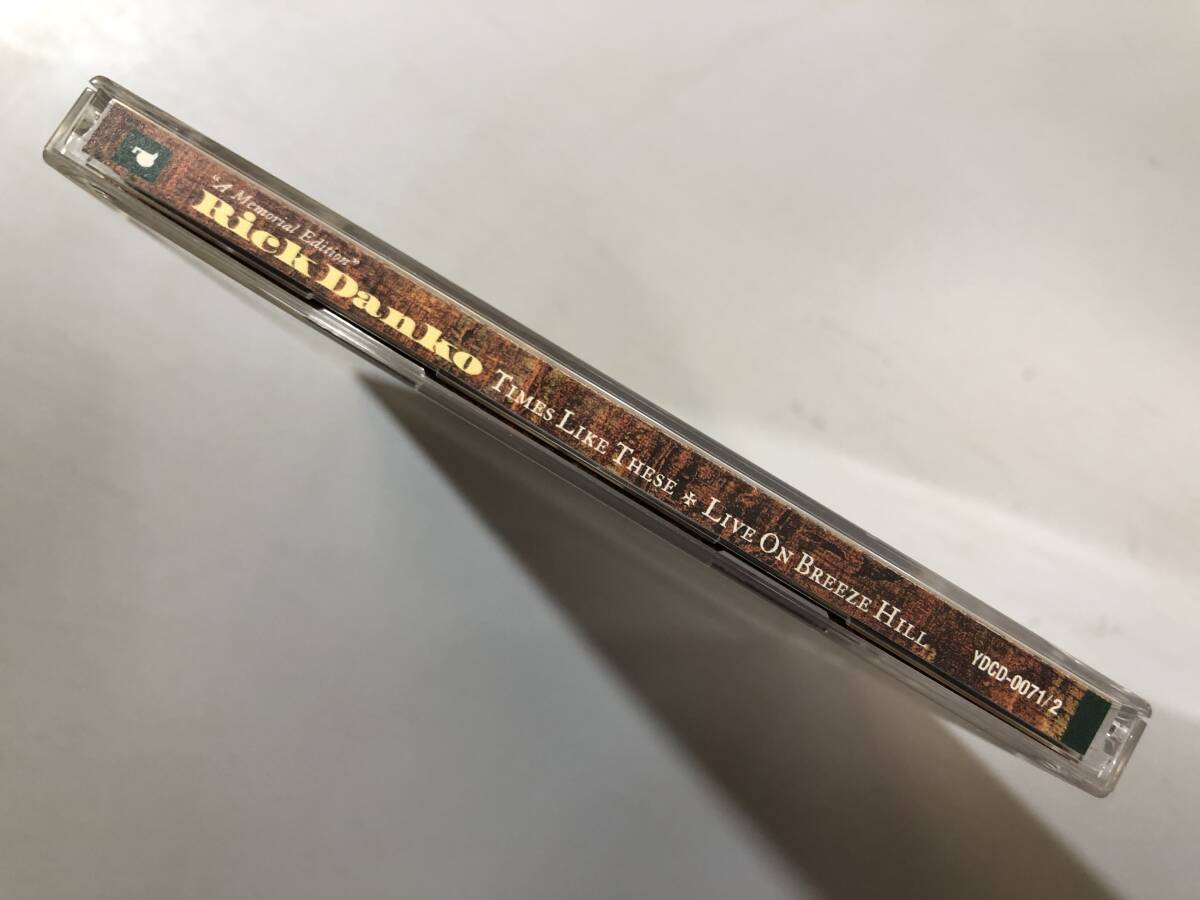 “A Memorial Edition”
Rick Danko
Times Like These ✠ Live On Breeze Hill
YDCD-0071/2